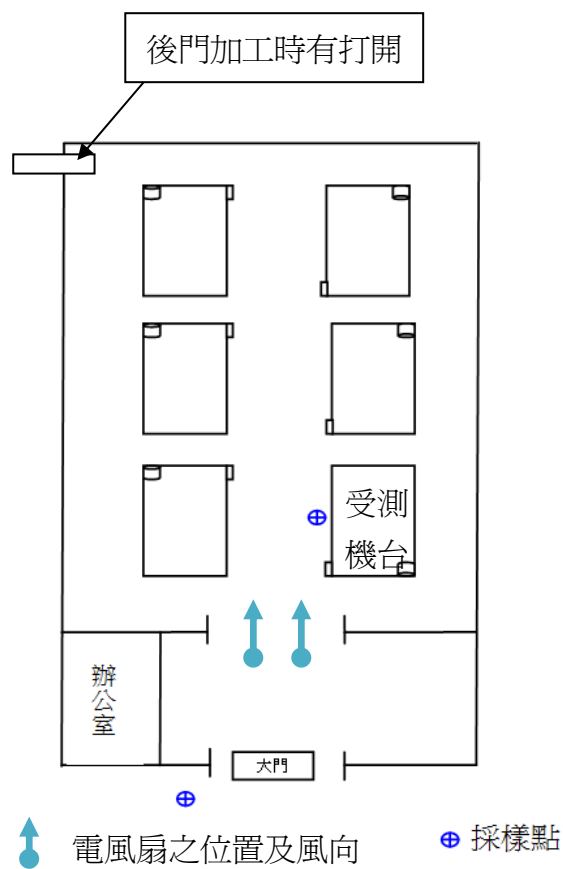 後門加工時有打開
受測
機台
辦
公
室
大門
電風扇之位置及風向
採樣點